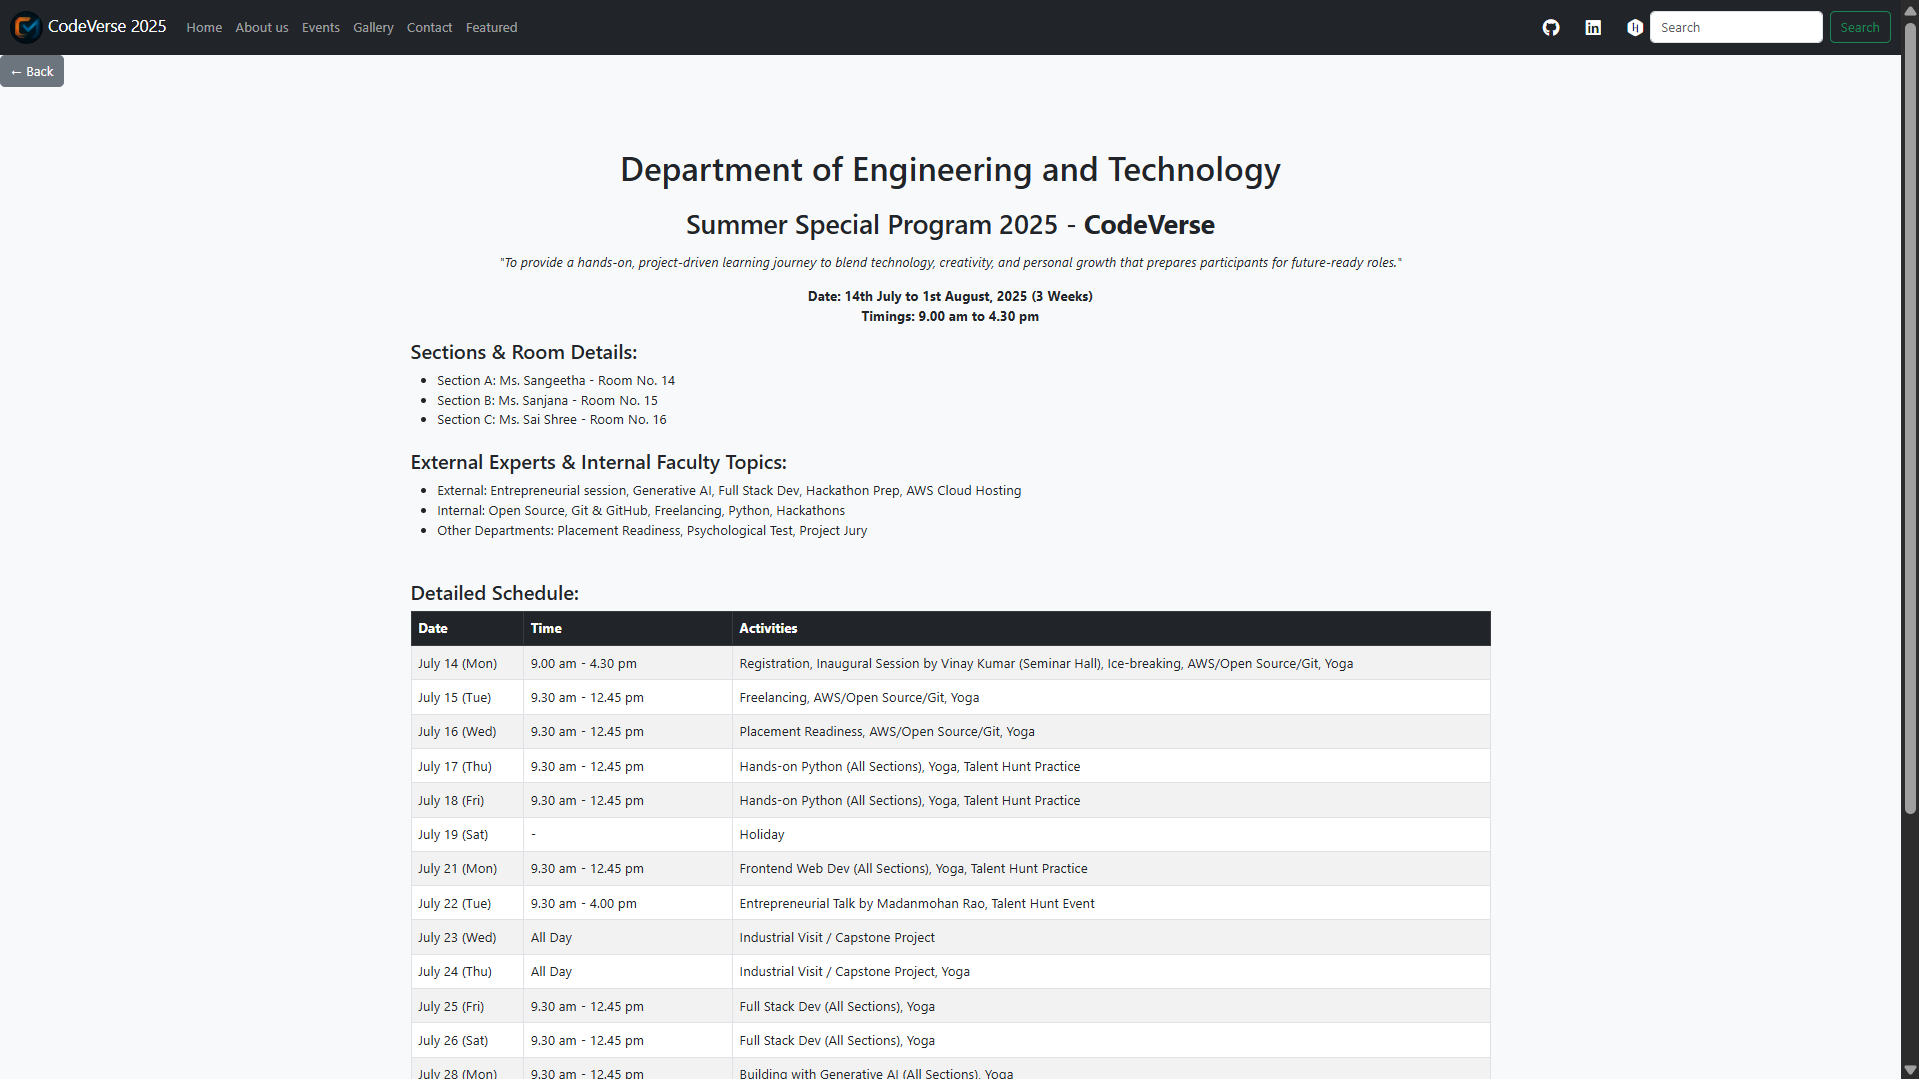 CodeVerse 2025 Home About us Events Gallery Contact Featured Search Search
← Back
Department of Engineering and Technology
Summer Special Program 2025 - CodeVerse
"To provide a hands-on, project-driven learning journey to blend technology, creativity, and personal growth that prepares participants for future-ready roles."
Date: 14th July to 1st August, 2025 (3 Weeks)
Timings: 9.00 am to 4.30 pm
Sections & Room Details:
• Section A: Ms. Sangeetha - Room No. 14
• Section B: Ms. Sanjana - Room No. 15
• Section C: Ms. Sai Shree - Room No. 16
External Experts & Internal Faculty Topics:
• External: Entrepreneurial session, Generative AI, Full Stack Dev, Hackathon Prep, AWS Cloud Hosting
• Internal: Open Source, Git & GitHub, Freelancing, Python, Hackathons
• Other Departments: Placement Readiness, Psychological Test, Project Jury
Detailed Schedule:
Date Time Activities
July 14 (Mon) 9.00 am - 4.30 pm Registration, Inaugural Session by Vinay Kumar (Seminar Hall), Ice-breaking, AWS/Open Source/Git, Yoga
July 15 (Tue) 9.30 am - 12.45 pm Freelancing, AWS/Open Source/Git, Yoga
July 16 (Wed) 9.30 am - 12.45 pm Placement Readiness, AWS/Open Source/Git, Yoga
July 17 (Thu) 9.30 am - 12.45 pm Hands-on Python (All Sections), Yoga, Talent Hunt Practice
July 18 (Fri) 9.30 am - 12.45 pm Hands-on Python (All Sections), Yoga, Talent Hunt Practice
July 19 (Sat) - Holiday
July 21 (Mon) 9.30 am - 12.45 pm Frontend Web Dev (All Sections), Yoga, Talent Hunt Practice
July 22 (Tue) 9.30 am - 4.00 pm Entrepreneurial Talk by Madanmohan Rao, Talent Hunt Event
July 23 (Wed) All Day Industrial Visit / Capstone Project
July 24 (Thu) All Day Industrial Visit / Capstone Project, Yoga
July 25 (Fri) 9.30 am - 12.45 pm Full Stack Dev (All Sections), Yoga
July 26 (Sat) 9.30 am - 12.45 pm Full Stack Dev (All Sections), Yoga
July 28 (Mon) 9.30 am - 12.45 pm Building with Generative AI (All Sections), Yoga